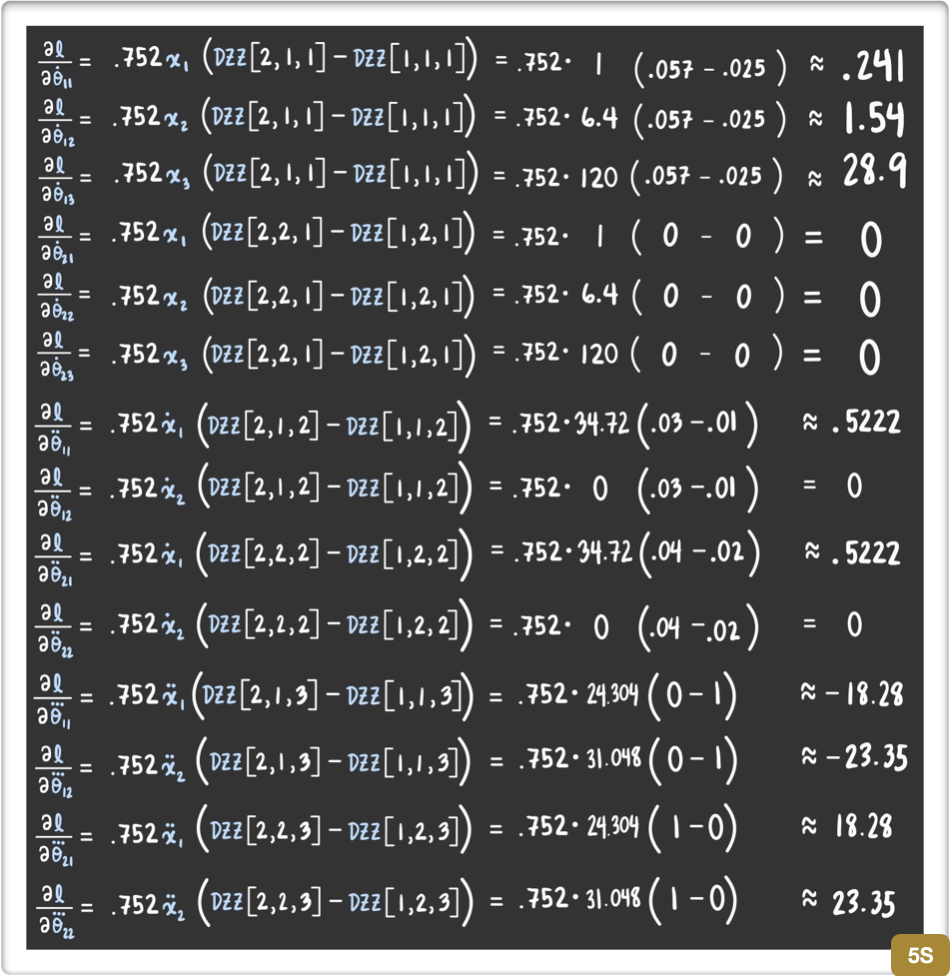 ∂ℓ/∂θ̇₁₁ = .752 x₁ (DZZ[2,1,1] − DZZ[1,1,1]) = .752· 1 (.057 − .025) ≈ .241
∂ℓ/∂θ̇₁₂ = .752 x₂ (DZZ[2,1,1] − DZZ[1,1,1]) = .752· 6.4 (.057 − .025) ≈ 1.54
∂ℓ/∂θ̇₁₃ = .752 x₃ (DZZ[2,1,1] − DZZ[1,1,1]) = .752· 120 (.057 − .025) ≈ 28.9
∂ℓ/∂θ̇₂₁ = .752 x₁ (DZZ[2,2,1] − DZZ[1,2,1]) = .752· 1 ( 0 − 0 ) = 0
∂ℓ/∂θ̇₂₂ = .752 x₂ (DZZ[2,2,1] − DZZ[1,2,1]) = .752· 6.4 ( 0 − 0 ) = 0
∂ℓ/∂θ̇₂₃ = .752 x₃ (DZZ[2,2,1] − DZZ[1,2,1]) = .752· 120 ( 0 − 0 ) = 0
∂ℓ/∂θ̈₁₁ = .752 ẋ₁ (DZZ[2,1,2] − DZZ[1,1,2]) = .752· 34.72 (.03 − .01) ≈ .5222
∂ℓ/∂θ̈₁₂ = .752 ẋ₂ (DZZ[2,1,2] − DZZ[1,1,2]) = .752· 0 (.03 − .01) = 0
∂ℓ/∂θ̈₂₁ = .752 ẋ₁ (DZZ[2,2,2] − DZZ[1,2,2]) = .752· 34.72 (.04 − .02) ≈ .5222
∂ℓ/∂θ̈₂₂ = .752 ẋ₂ (DZZ[2,2,2] − DZZ[1,2,2]) = .752· 0 (.04 − .02) = 0
∂ℓ/∂θ⃛₁₁ = .752 ẍ₁ (DZZ[2,1,3] − DZZ[1,1,3]) = .752· 24.304 (0 − 1) ≈ −18.28
∂ℓ/∂θ⃛₁₂ = .752 ẍ₂ (DZZ[2,1,3] − DZZ[1,1,3]) = .752· 31.048 (0 − 1) ≈ −23.35
∂ℓ/∂θ⃛₂₁ = .752 ẍ₁ (DZZ[2,2,3] − DZZ[1,2,3]) = .752· 24.304 (1 − 0) ≈ 18.28
∂ℓ/∂θ⃛₂₂ = .752 ẍ₂ (DZZ[2,2,3] − DZZ[1,2,3]) = .752· 31.048 (1 − 0) ≈ 23.35
5S